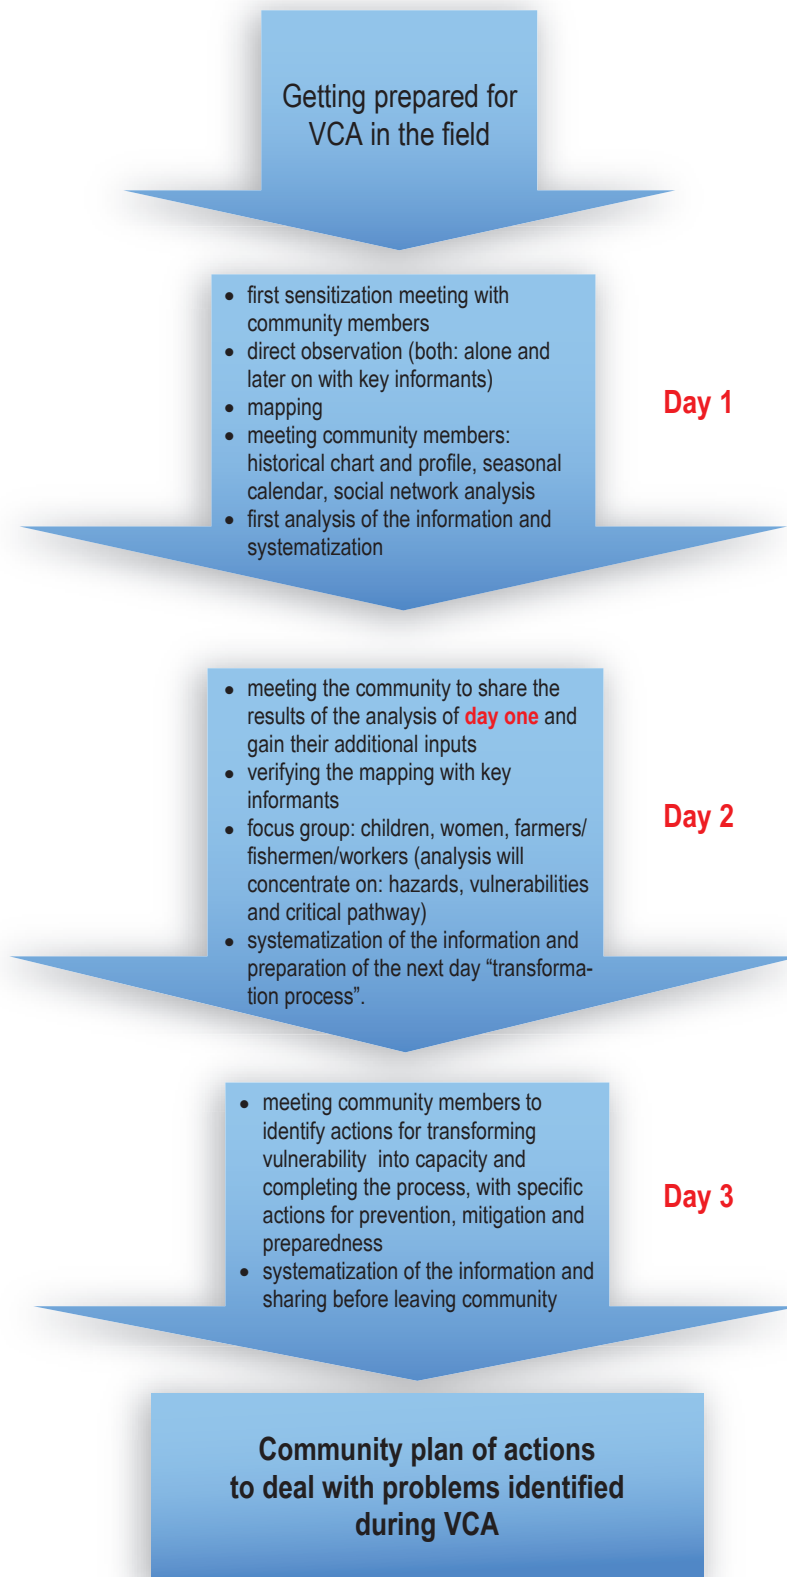 Getting prepared for
VCA in the field
• first sensitization meeting with
community members
• direct observation (both: alone and
later on with key informants)
• mapping
• meeting community members:
historical chart and profile, seasonal
calendar, social network analysis
• first analysis of the information and
systematization
Day 1
• meeting the community to share the
results of the analysis of day one and
gain their additional inputs
• verifying the mapping with key
informants
• focus group: children, women, farmers/
fishermen/workers (analysis will
concentrate on: hazards, vulnerabilities
and critical pathway)
• systematization of the information and
preparation of the next day “transforma-
tion process”.
Day 2
• meeting community members to
identify actions for transforming
vulnerability into capacity and
completing the process, with specific
actions for prevention, mitigation and
preparedness
• systematization of the information and
sharing before leaving community
Day 3
Community plan of actions
to deal with problems identified
during VCA